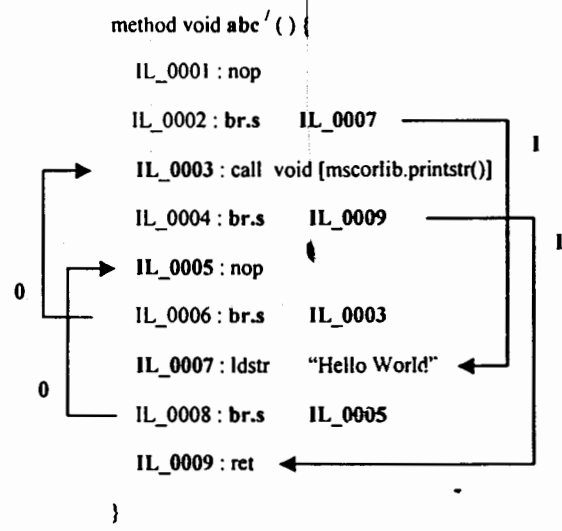 method void abc ' ( ) {
IL_0001 : nop
IL_0002 : br.s IL_0007
1
IL_0003 : call void [mscorlib.printstr()]
IL_0004 : br.s IL_0009
1
IL_0005 : nop
0
IL_0006 : br.s IL_0003
IL_0007 : ldstr "Hello World!"
0
IL_0008 : br.s IL_0005
IL_0009 : ret
}